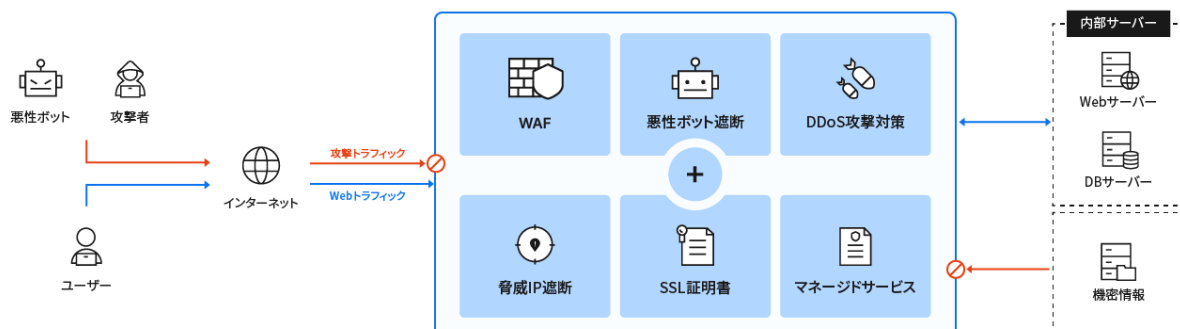 悪性ボット
攻撃者
ユーザー
インターネット
攻撃トラフィック
Webトラフィック
WAF
悪性ボット遮断
DDoS攻撃対策
+
脅威IP遮断
SSL証明書
マネージドサービス
内部サーバー
Webサーバー
DBサーバー
機密情報